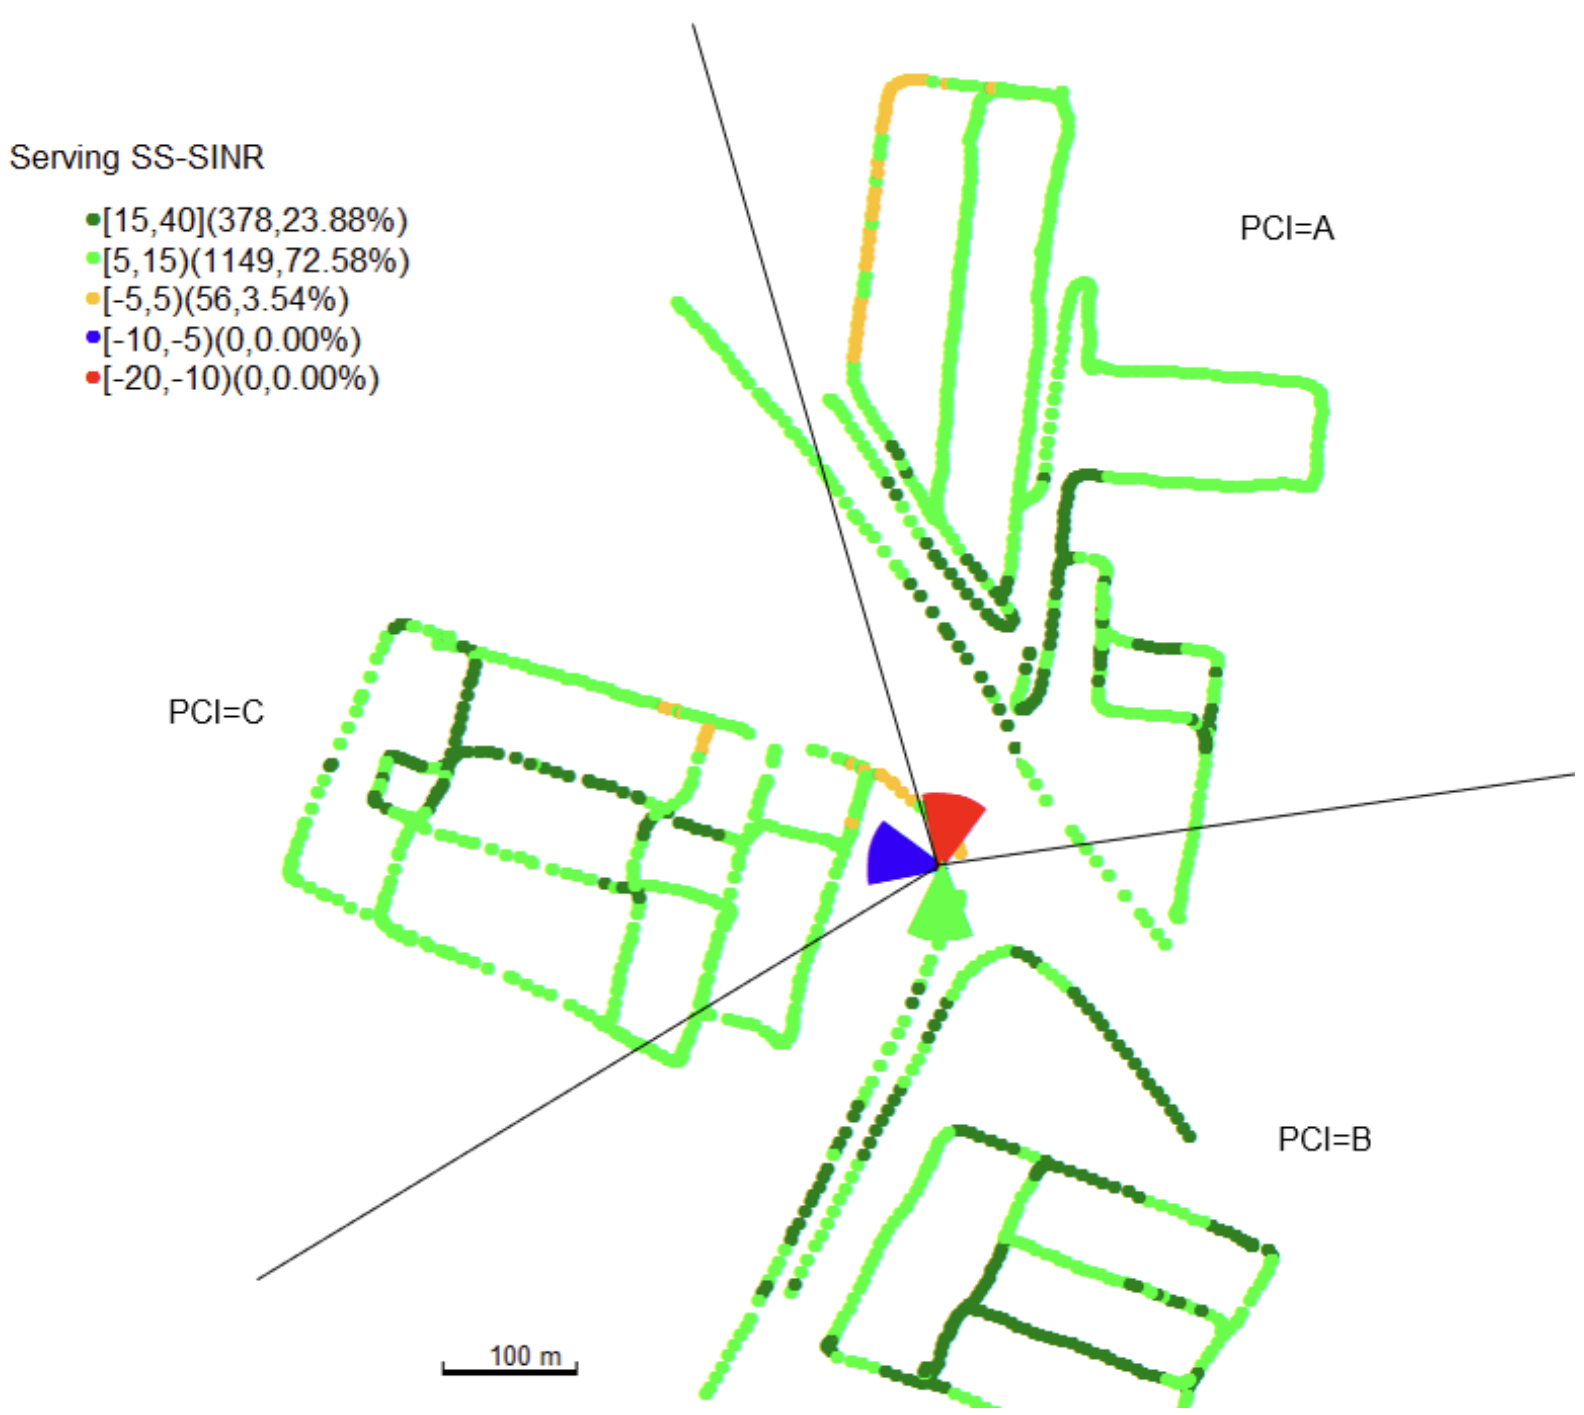 Serving SS-SINR
[15,40](378,23.88%)
[5,15)(1149,72.58%)
[-5,5)(56,3.54%)
[-10,-5)(0,0.00%)
[-20,-10)(0,0.00%)
PCI=A
PCI=C
PCI=B
100 m